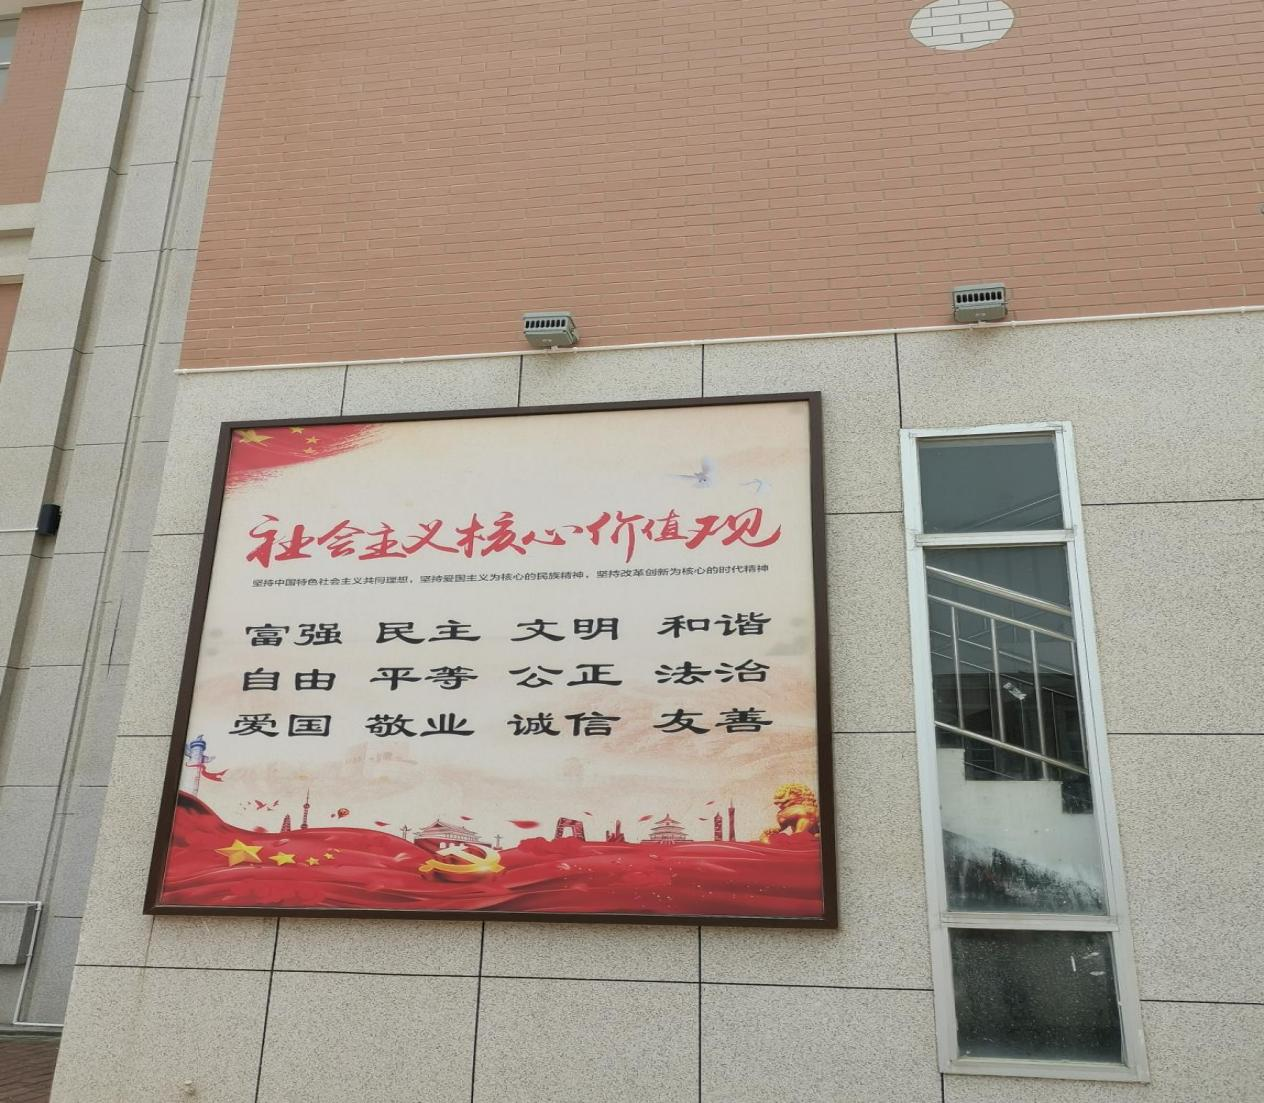 社会主义核心价值观
坚持中国特色社会主义共同理想，坚持爱国主义为核心的民族精神，坚持改革创新为核心的时代精神
富强 民主 文明 和谐
自由 平等 公正 法治
爱国 敬业 诚信 友善